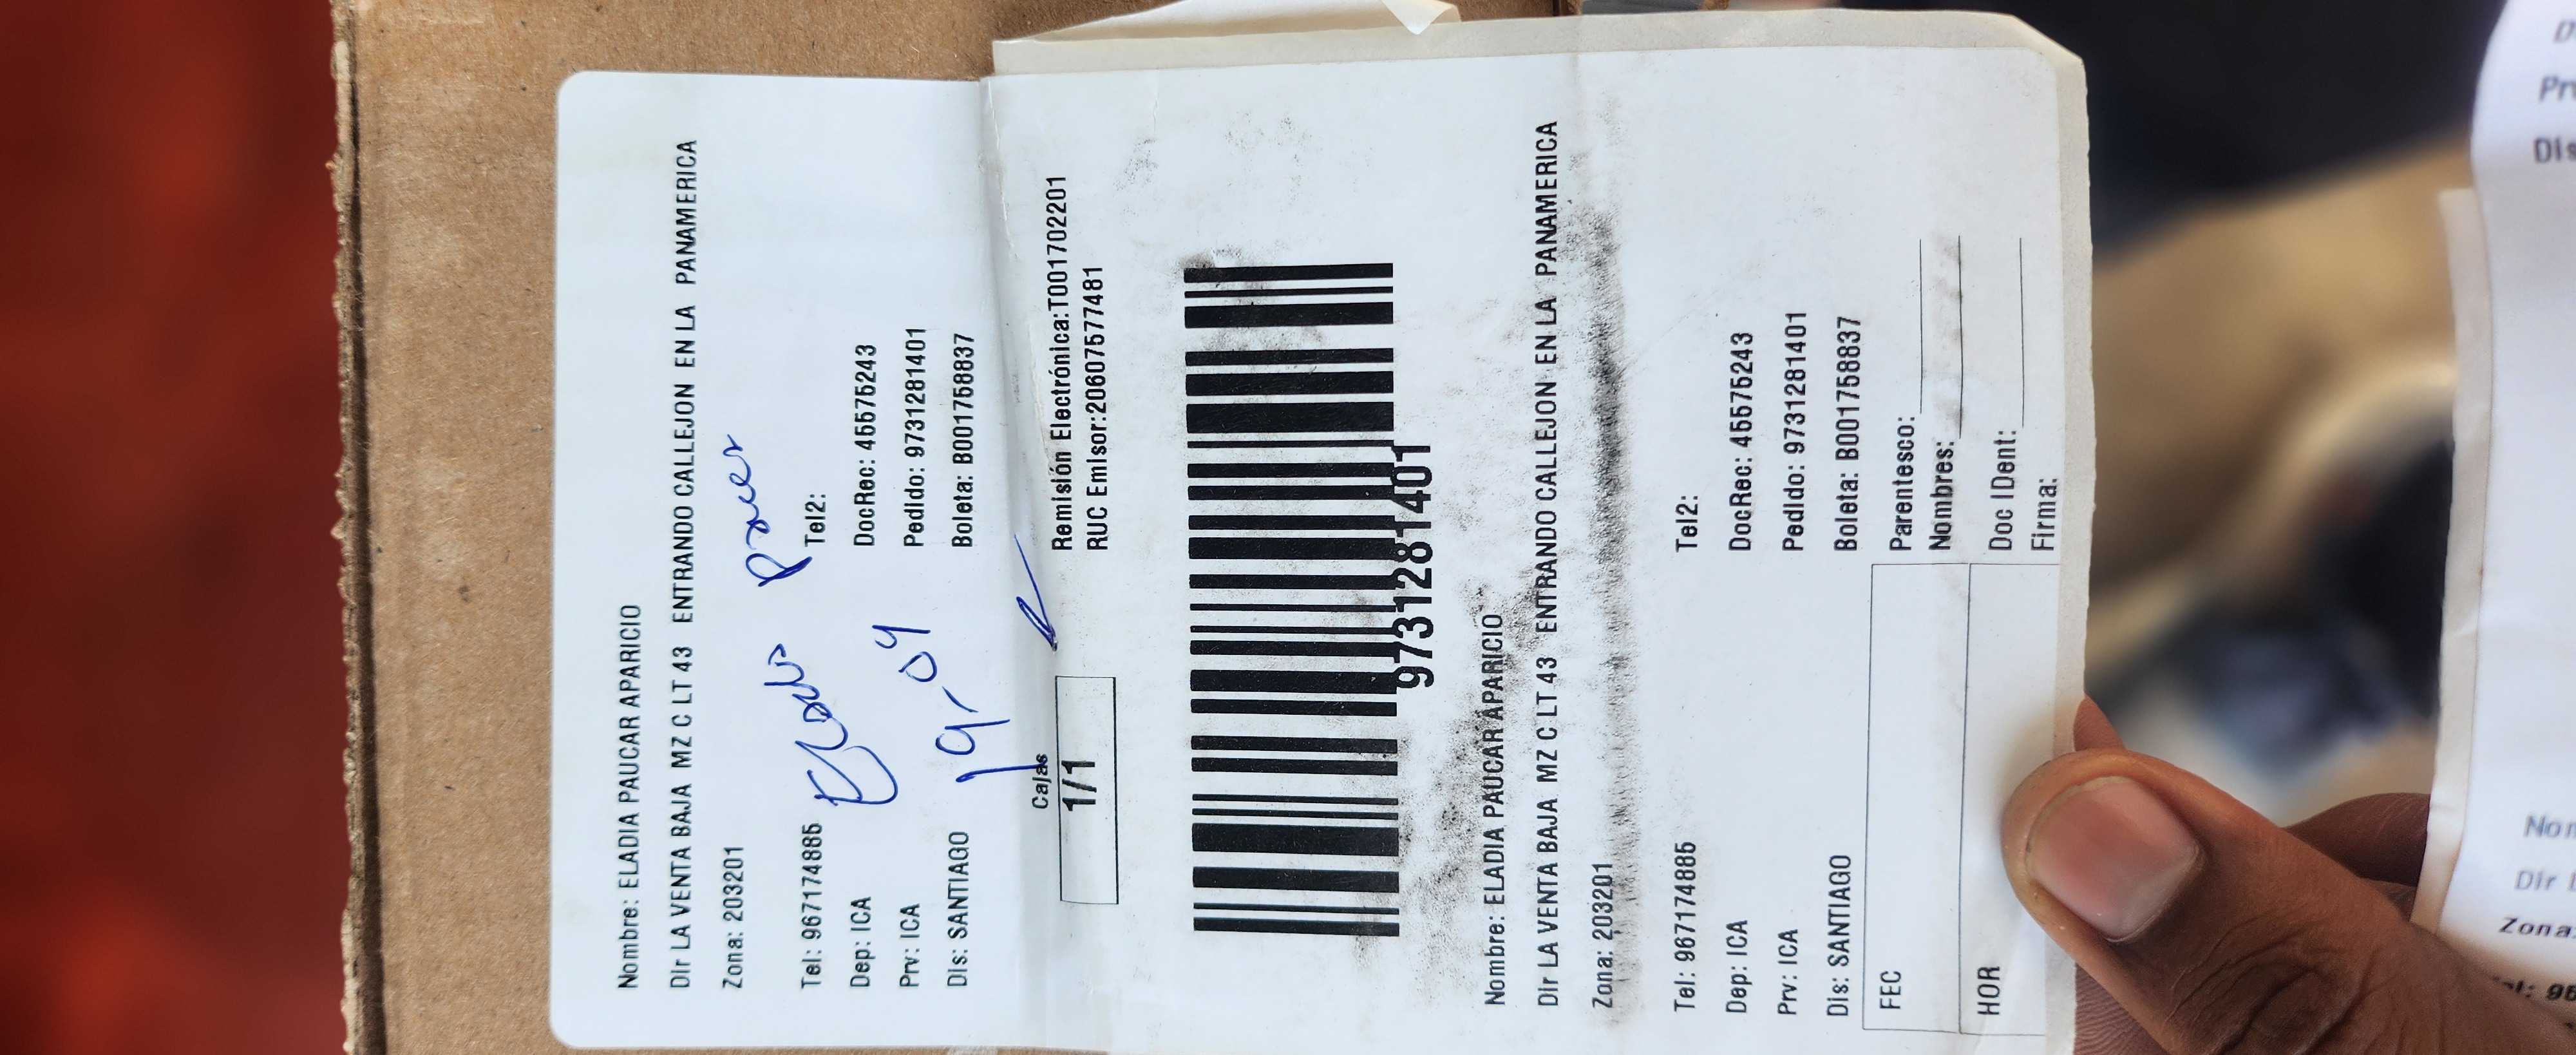 Nombre: ELADIA PAUCAR APARICIO
Dir LA VENTA BAJA MZ C LT 43 ENTRANDO CALLEJON EN LA PANAMERICA
Zona: 203201
Tel: 967174885 Tel2:
Dep: ICA DocRec: 45575243
Prv: ICA Pedido: 9731281401
Dis: SANTIAGO Boleta: B001758837
19-04
Cajas
1/1
Remisión Electrónica:T001702201
RUC Emisor:20607577481
9731281401
Nombre: ELADIA PAUCAR APARICIO
Dir LA VENTA BAJA MZ C LT 43 ENTRANDO CALLEJON EN LA PANAMERICA
Zona: 203201
Tel: 967174885 Tel2:
Dep: ICA DocRec: 45575243
Prv: ICA Pedido: 9731281401
Dis: SANTIAGO Boleta: B001758837
FEC
HOR
Parentesco:
Nombres:
Doc IDent:
Firma:
Dis
Zona: